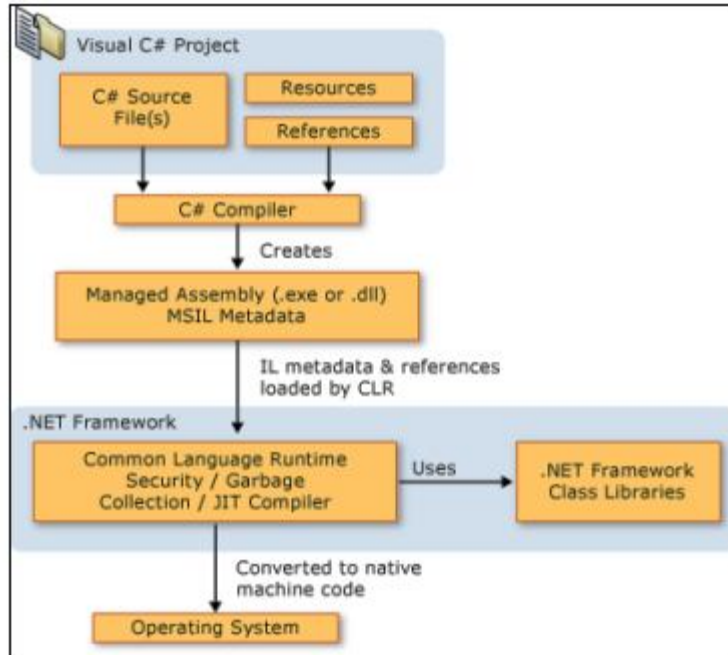 Visual C# Project
C# Source
File(s)
Resources
References
C# Compiler
Creates
Managed Assembly (.exe or .dll)
MSIL Metadata
IL metadata & references
loaded by CLR
.NET Framework
Common Language Runtime
Security / Garbage
Collection / JIT Compiler
Uses
.NET Framework
Class Libraries
Converted to native
machine code
Operating System